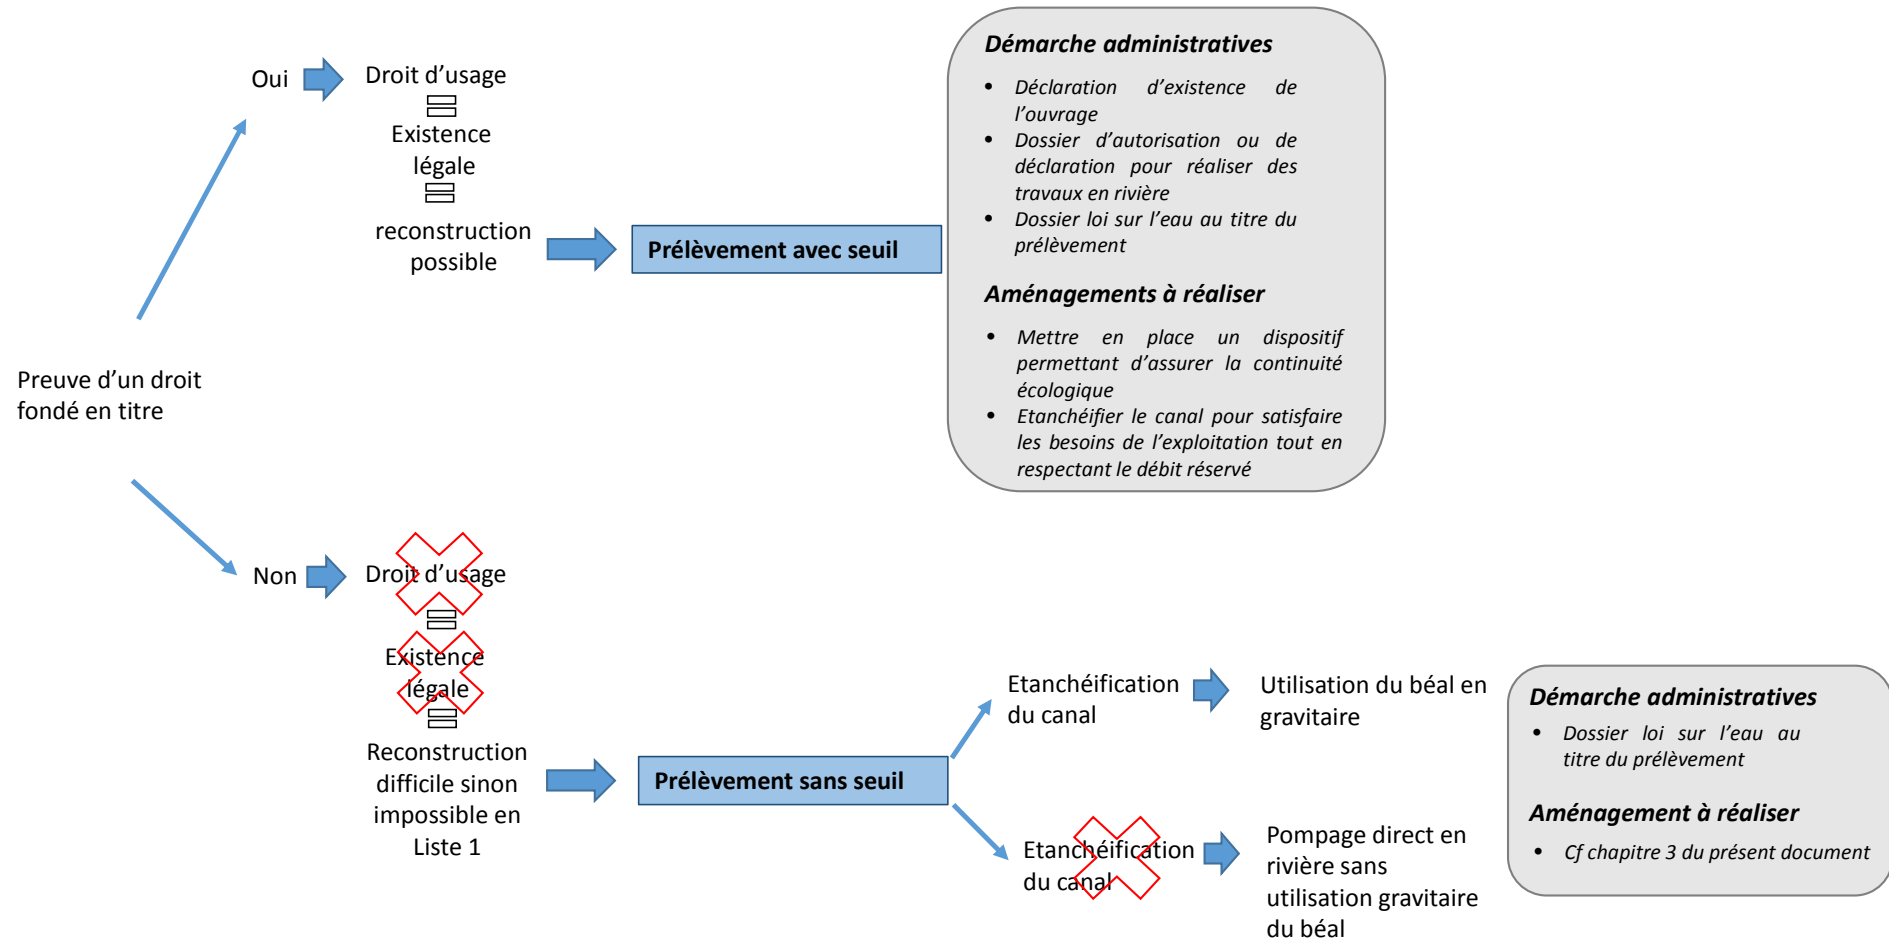 Preuve d’un droit
fondé en titre
Oui
Droit d’usage
Existence
légale
reconstruction
possible
Prélèvement avec seuil
Démarche administratives
• Déclaration d’existence de
l’ouvrage
• Dossier d’autorisation ou de
déclaration pour réaliser des
travaux en rivière
• Dossier loi sur l’eau au titre du
prélèvement
Aménagements à réaliser
• Mettre en place un dispositif
permettant d’assurer la continuité
écologique
• Etanchéifier le canal pour satisfaire
les besoins de l’exploitation tout en
respectant le débit réservé
Non
Droit d’usage
Existence
légale
Reconstruction
difficile sinon
impossible en
Liste 1
Prélèvement sans seuil
Etanchéification
du canal
Utilisation du béal en
gravitaire
Etanchéification
du canal
Pompage direct en
rivière sans
utilisation gravitaire
du béal
Démarche administratives
• Dossier loi sur l’eau au
titre du prélèvement
Aménagement à réaliser
• Cf chapitre 3 du présent document